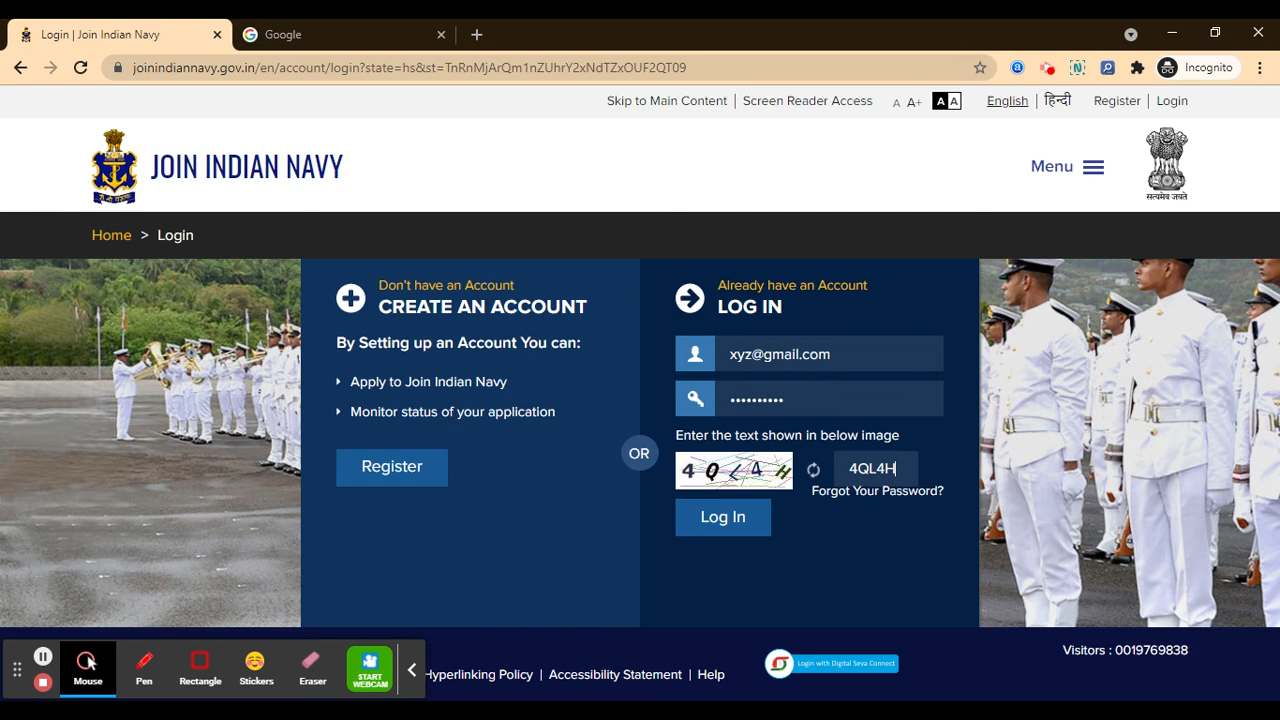 Login | Join Indian Navy
Google
joinindiannavy.gov.in/en/account/login?state=hs&st=TnRnMjArQm1nZUhrY2xNdTZxOUF2QT09
Incognito
Skip to Main Content | Screen Reader Access A A+ A A English | हिन्दी Register | Login
JOIN INDIAN NAVY
Menu
सत्यमेव जयते
Home > Login
Don't have an Account
CREATE AN ACCOUNT
By Setting up an Account You can:
Apply to Join Indian Navy
Monitor status of your application
Register
OR
Already have an Account
LOG IN
xyz@gmail.com
••••••••••
Enter the text shown in below image
4 Q L 4 H
4QL4H
Forgot Your Password?
Log In
Visitors : 0019769838
Login with Digital Seva Connect
Hyperlinking Policy | Accessibility Statement | Help
Mouse
Pen
Rectangle
Stickers
Eraser
START
WEBCAM